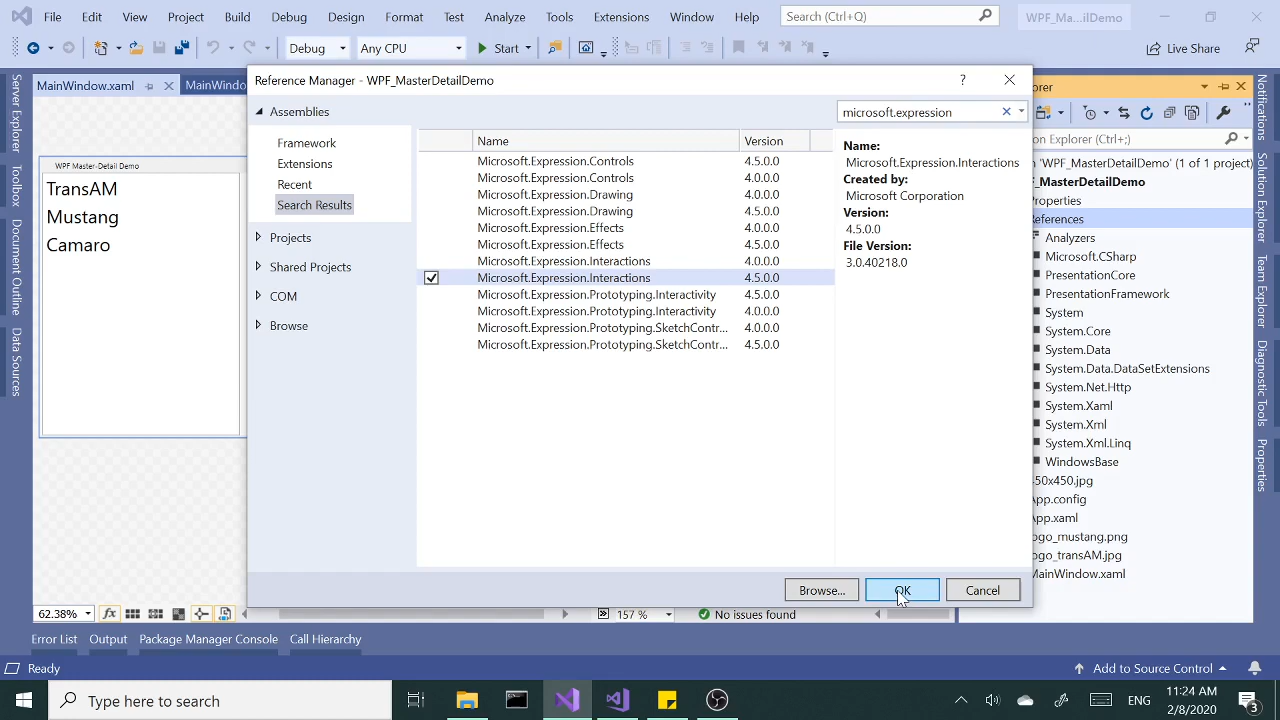 File Edit View Project Build Debug Design Format Test Analyze Tools Extensions Window Help Search (Ctrl+Q) WPF_Ma...ilDemo
Debug Any CPU Start Live Share
MainWindow.xaml MainWindo
Reference Manager - WPF_MasterDetailDemo ?
orer
Assemblies
microsoft.expression
Framework
Extensions
Recent
Search Results
Projects
Shared Projects
COM
Browse
Name Version
Microsoft.Expression.Controls 4.5.0.0
Microsoft.Expression.Controls 4.0.0.0
Microsoft.Expression.Drawing 4.5.0.0
Microsoft.Expression.Drawing 4.0.0.0
Microsoft.Expression.Effects 4.0.0.0
Microsoft.Expression.Effects 4.5.0.0
Microsoft.Expression.Interactions 4.0.0.0
Microsoft.Expression.Interactions 4.5.0.0
Microsoft.Expression.Prototyping.Interactivity 4.5.0.0
Microsoft.Expression.Prototyping.Interactivity 4.0.0.0
Microsoft.Expression.Prototyping.SketchContr... 4.0.0.0
Microsoft.Expression.Prototyping.SketchContr... 4.5.0.0
Name:
Microsoft.Expression.Interactions
Created by:
Microsoft Corporation
Version:
4.5.0.0
File Version:
3.0.40218.0
Browse... OK Cancel
WPF Master-Detail Demo
TransAM
Mustang
Camaro
Server Explorer
Toolbox
Document Outline
Data Sources
n Explorer (Ctrl+;)
n 'WPF_MasterDetailDemo' (1 of 1 project)
F_MasterDetailDemo
roperties
eferences
Analyzers
Microsoft.CSharp
PresentationCore
PresentationFramework
System
System.Core
System.Data
System.Data.DataSetExtensions
System.Net.Http
System.Xaml
System.Xml
System.Xml.Linq
WindowsBase
50x450.jpg
App.config
App.xaml
ogo_mustang.png
ogo_transAM.jpg
MainWindow.xaml
Notifications
Solution Explorer
Team Explorer
Diagnostic Tools
Properties
62.38% fx 157 % No issues found
Error List Output Package Manager Console Call Hierarchy
Ready Add to Source Control
Type here to search
ENG
11:24 AM
2/8/2020
3